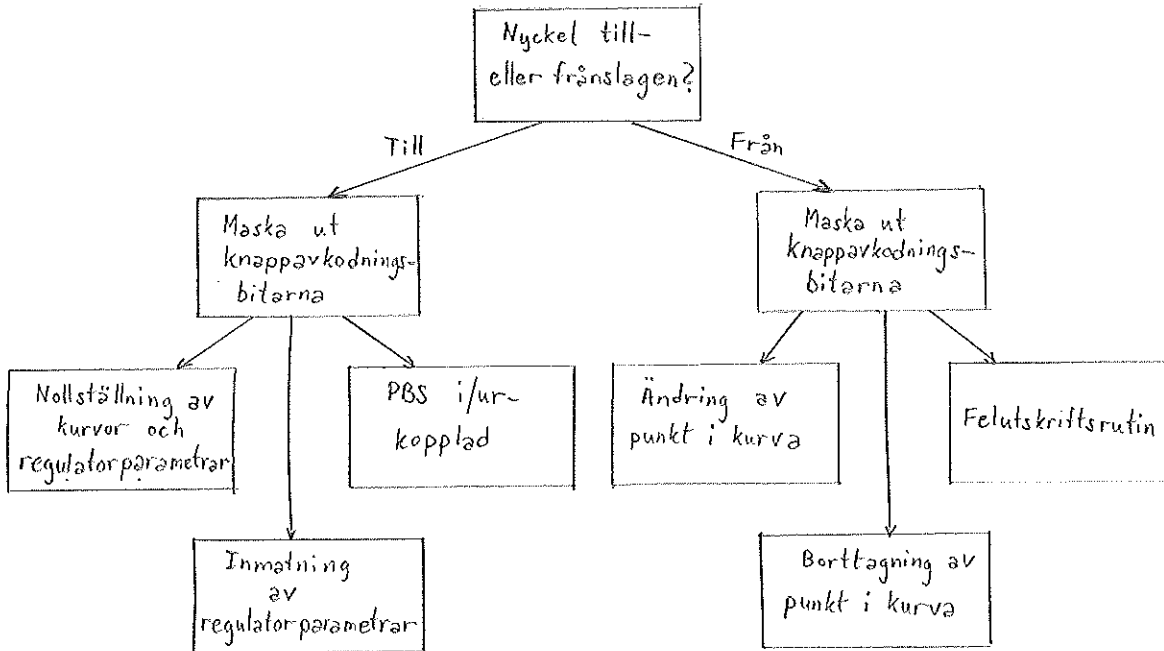 Nyckel till-
eller frånslagen?
Till
Från
Maska ut
knappavkodnings-
bitarna
Maska ut
knappavkodnings-
bitarna
Nollställning av
kurvor och
regulatorparametrar
PBS i/ur-
kopplad
Ändring av
punkt i kurva
Felutskriftsrutin
Inmatning
av
regulatorparametrar
Borttagning av
punkt i kurva